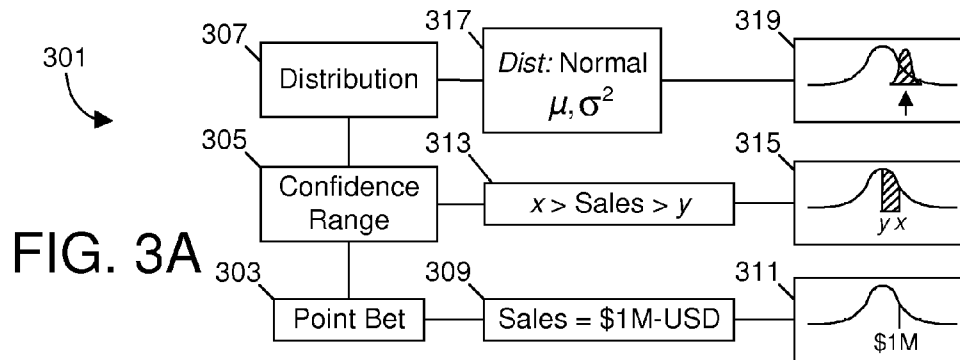 301
307
Distribution
317
Dist: Normal
μ, σ²
319
305
Confidence
Range
313
x > Sales > y
315
y x
FIG. 3A
303
Point Bet
309
Sales = $1M-USD
311
$1M